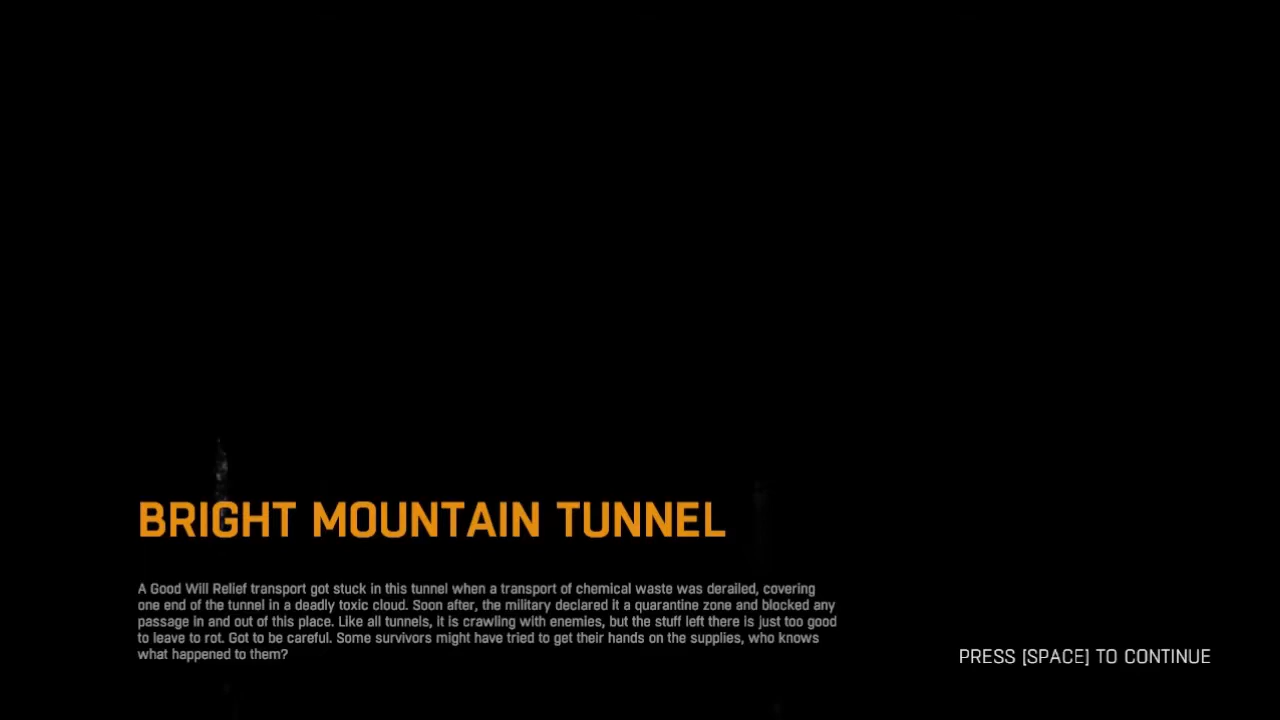 BRIGHT MOUNTAIN TUNNEL
A Good Will Relief transport got stuck in this tunnel when a transport of chemical waste was derailed, covering
one end of the tunnel in a deadly toxic cloud. Soon after, the military declared it a quarantine zone and blocked any
passage in and out of this place. Like all tunnels, it is crawling with enemies, but the stuff left there is just too good
to leave to rot. Got to be careful. Some survivors might have tried to get their hands on the supplies, who knows
what happened to them?
PRESS [SPACE] TO CONTINUE